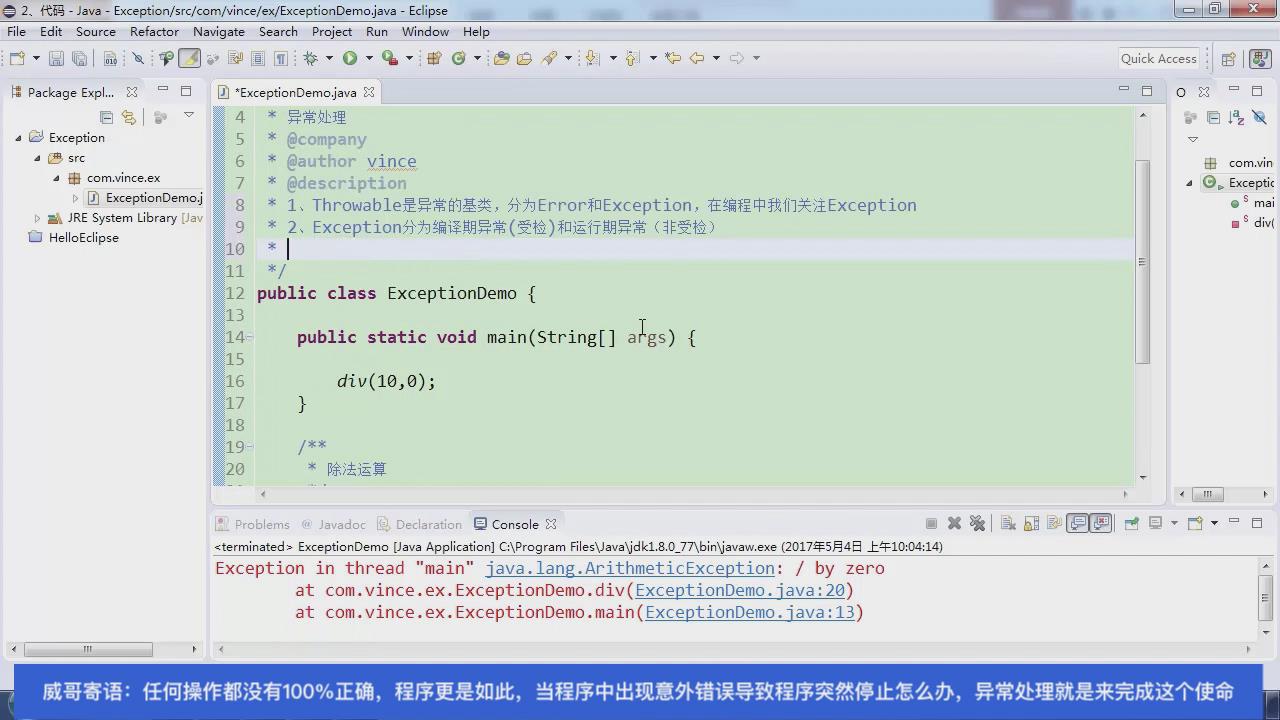 2、代码 - Java - Exception/src/com/vince/ex/ExceptionDemo.java - Eclipse
File Edit Source Refactor Navigate Search Project Run Window Help
Quick Access
Package Expl...
*ExceptionDemo.java
O
Exception
src
com.vince.ex
ExceptionDemo.j
JRE System Library [Jav
HelloEclipse
4 * 异常处理
5 * @company
6 * @author vince
7 * @description
8 * 1、Throwable是异常的基类，分为Error和Exception，在编程中我们关注Exception
9 * 2、Exception分为编译期异常(受检)和运行期异常（非受检）
10 *
11 */
12 public class ExceptionDemo {
13
14 public static void main(String[] args) {
15
16 div(10,0);
17 }
18
19 /**
20 * 除法运算
com.vin
Exceptic
mai
div(
Problems Javadoc Declaration Console
<terminated> ExceptionDemo [Java Application] C:\Program Files\Java\jdk1.8.0_77\bin\javaw.exe (2017年5月4日 上午10:04:14)
Exception in thread "main" java.lang.ArithmeticException: / by zero
at com.vince.ex.ExceptionDemo.div(ExceptionDemo.java:20)
at com.vince.ex.ExceptionDemo.main(ExceptionDemo.java:13)
威哥寄语：任何操作都没有100%正确，程序更是如此，当程序中出现意外错误导致程序突然停止怎么办，异常处理就是来完成这个使命